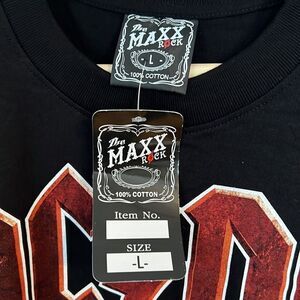 The
MAXX
ROCK
-L-
100% COTTON
The
MAXX
ROCK
100% COTTON
Item No.
SIZE
-L-